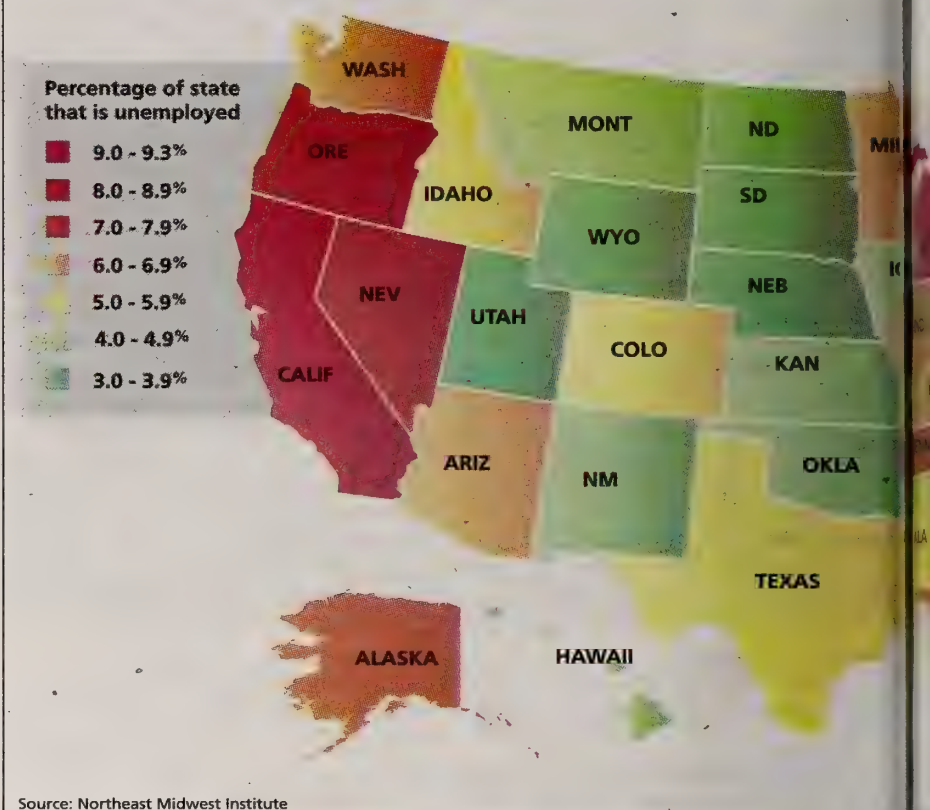 Percentage of state
that is unemployed
9.0 - 9.3%
8.0 - 8.9%
7.0 - 7.9%
6.0 - 6.9%
5.0 - 5.9%
4.0 - 4.9%
3.0 - 3.9%
WASH
MONT
ND
ORE
IDAHO
SD
WYO
NEV
UTAH
NEB
COLO
KAN
CALIF
ARIZ
NM
OKLA
TEXAS
ALASKA
HAWAII
Source: Northeast Midwest Institute